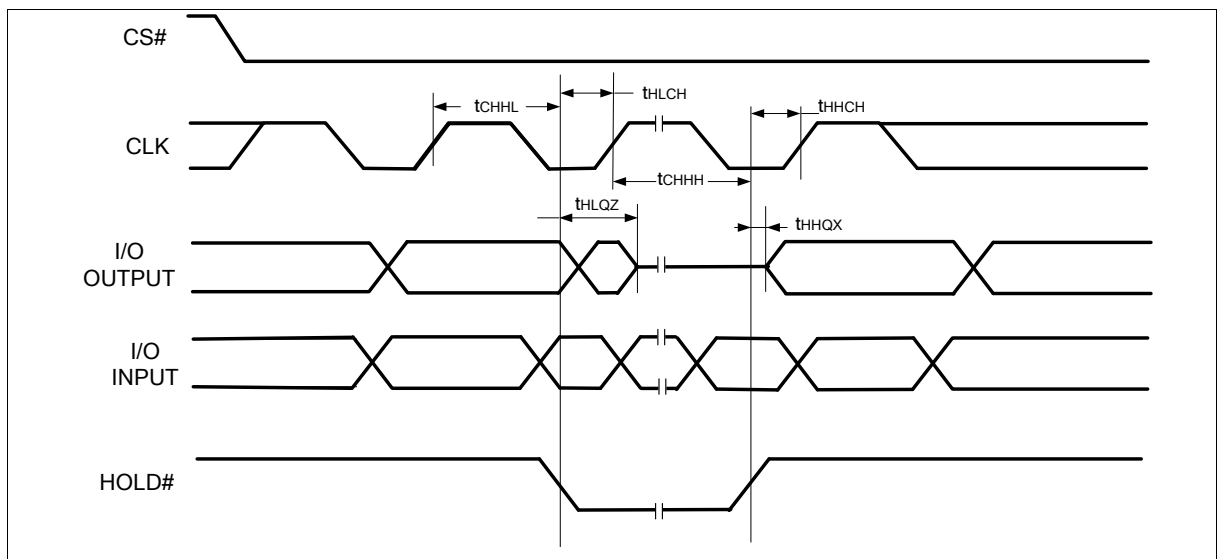 CS#
tCHHL
tHLCH
tHHCH
CLK
tCHHH
tHLQZ
tHHQX
I/O
OUTPUT
I/O
INPUT
HOLD#